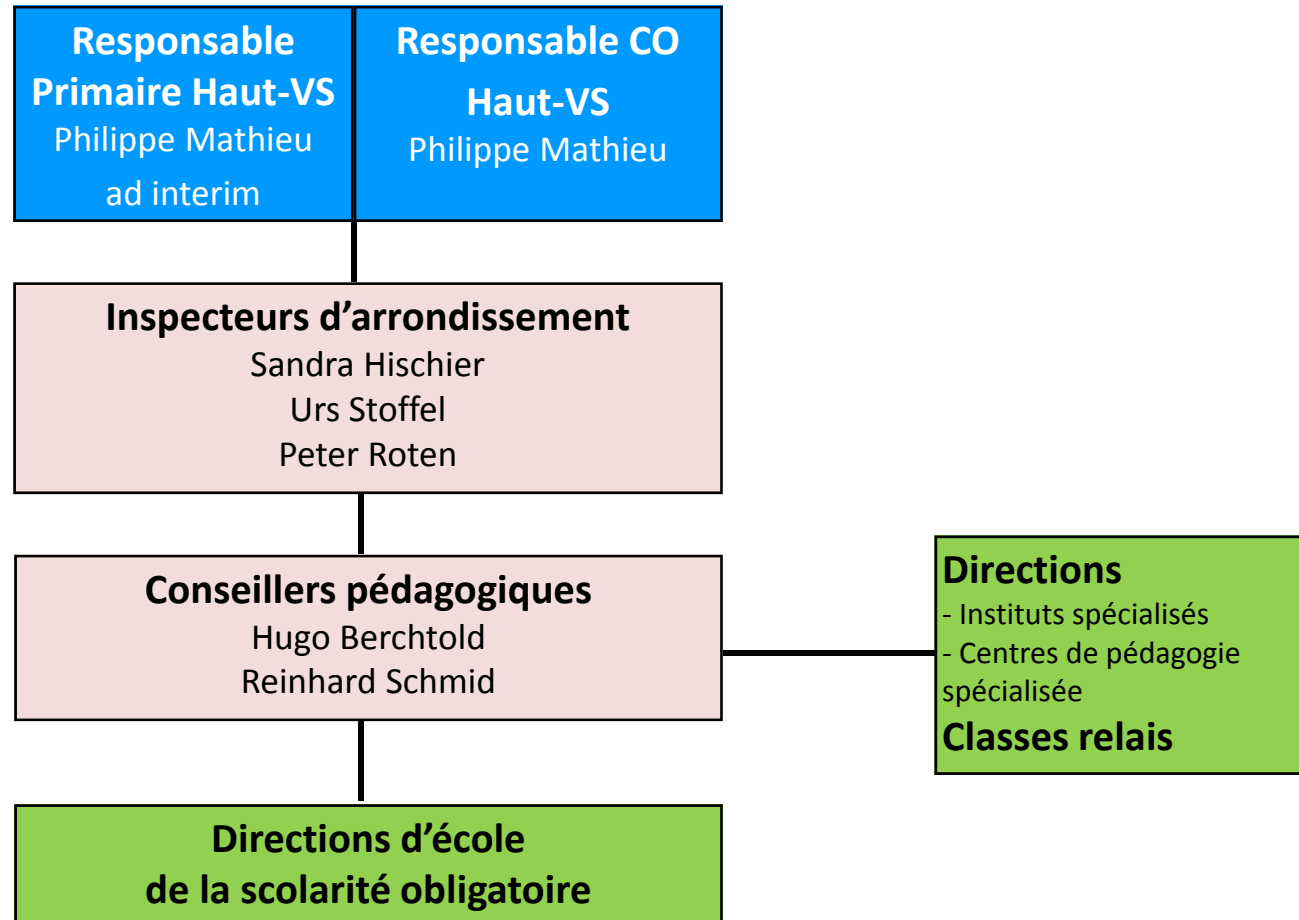 Responsable
Primaire Haut-VS
Philippe Mathieu
ad interim
Responsable CO
Haut-VS
Philippe Mathieu
Inspecteurs d’arrondissement
Sandra Hischier
Urs Stoffel
Peter Roten
Conseillers pédagogiques
Hugo Berchtold
Reinhard Schmid
Directions
- Instituts spécialisés
- Centres de pédagogie
spécialisée
Classes relais
Directions d’école
de la scolarité obligatoire